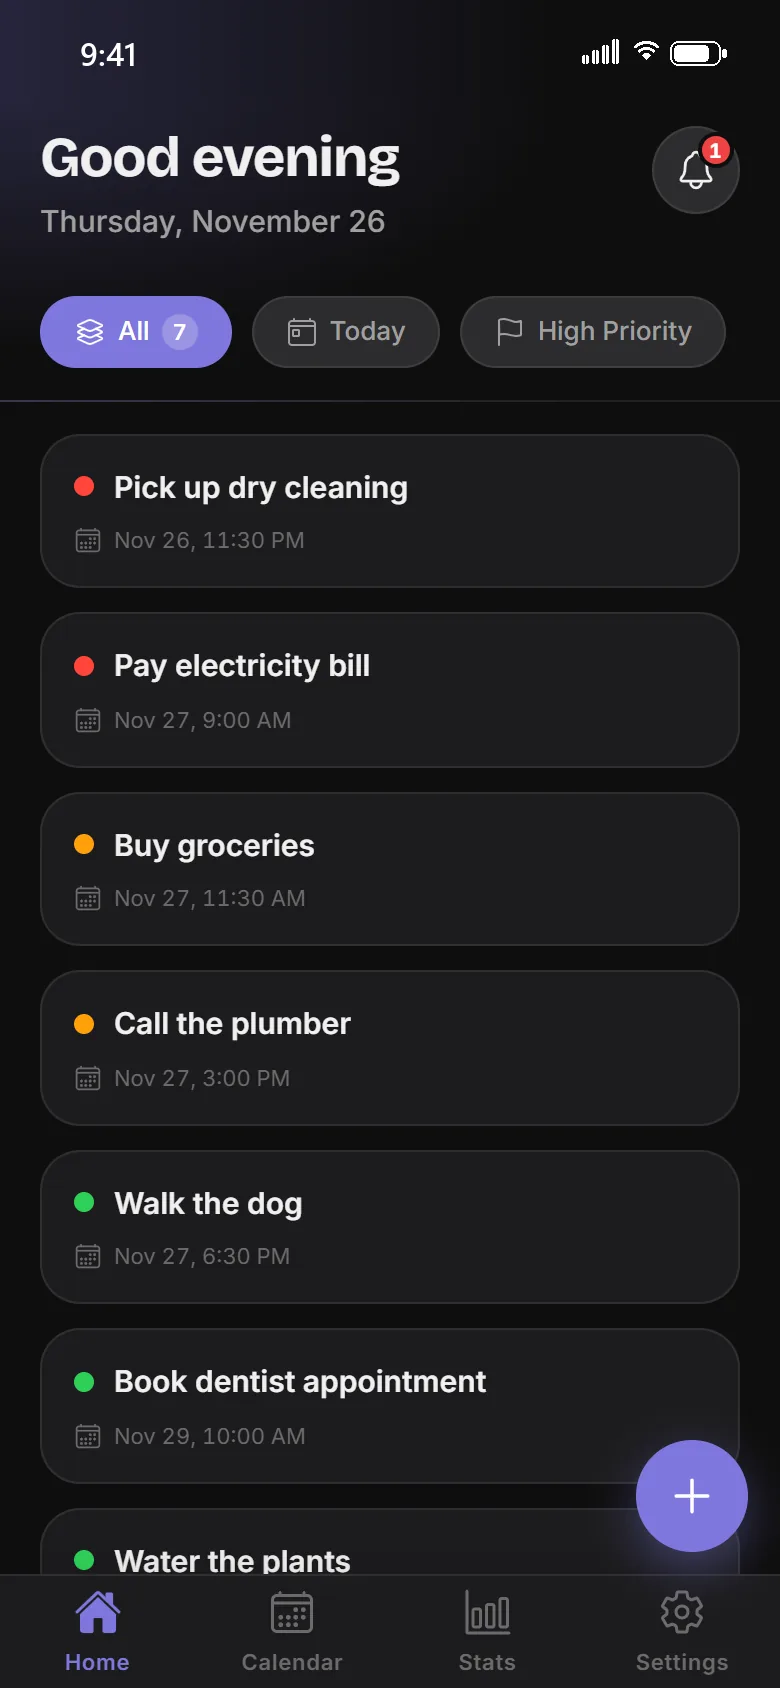 9:41
Good evening
1
Thursday, November 26
All 7
Today
High Priority
Pick up dry cleaning
Nov 26, 11:30 PM
Pay electricity bill
Nov 27, 9:00 AM
Buy groceries
Nov 27, 11:30 AM
Call the plumber
Nov 27, 3:00 PM
Walk the dog
Nov 27, 6:30 PM
Book dentist appointment
Nov 29, 10:00 AM
Water the plants
Home
Calendar
Stats
Settings